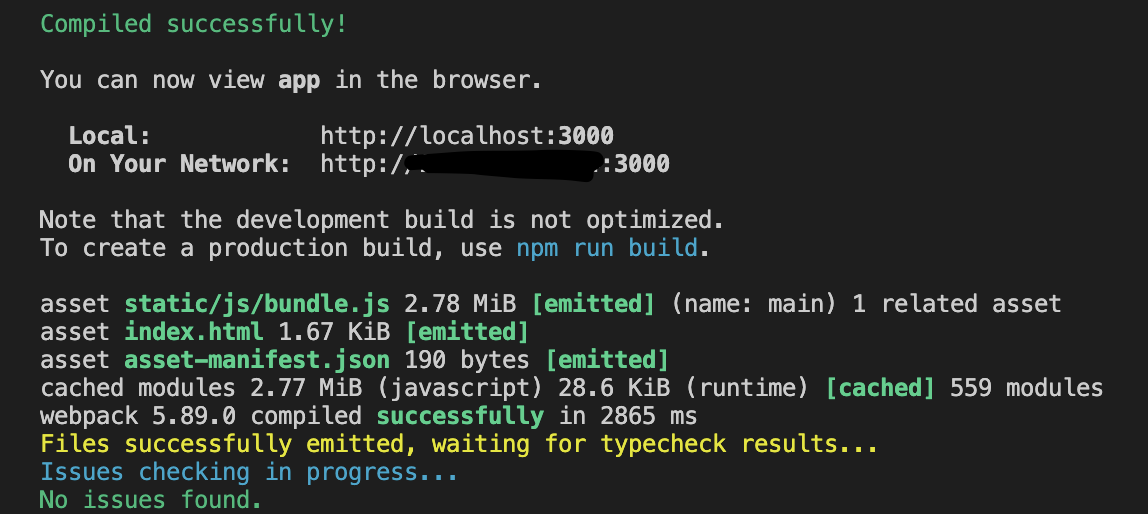 Compiled successfully!
You can now view app in the browser.
Local: http://localhost:3000
On Your Network: http:/ :3000
Note that the development build is not optimized.
To create a production build, use npm run build.
asset static/js/bundle.js 2.78 MiB [emitted] (name: main) 1 related asset
asset index.html 1.67 KiB [emitted]
asset asset-manifest.json 190 bytes [emitted]
cached modules 2.77 MiB (javascript) 28.6 KiB (runtime) [cached] 559 modules
webpack 5.89.0 compiled successfully in 2865 ms
Files successfully emitted, waiting for typecheck results...
Issues checking in progress...
No issues found.